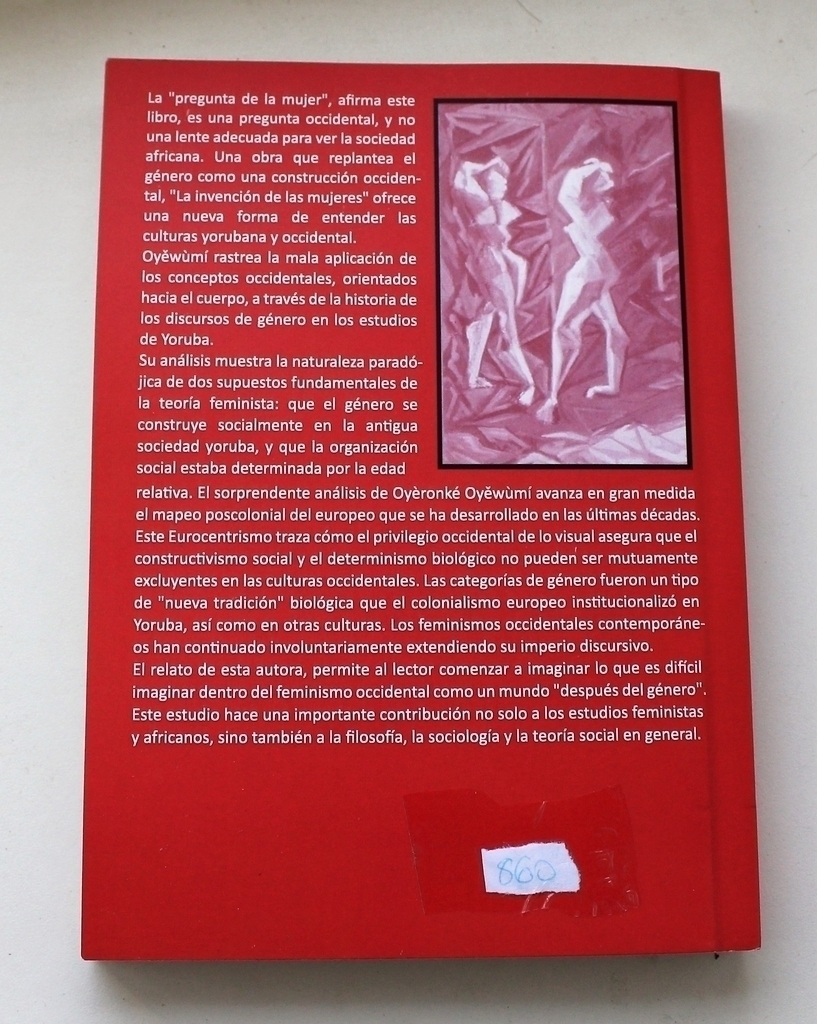 La "pregunta de la mujer", afirma este
libro, es una pregunta occidental, y no
una lente adecuada para ver la sociedad
africana. Una obra que replantea el
género como una construcción occiden-
tal, "La invención de las mujeres" ofrece
una nueva forma de entender las
culturas yorubana y occidental.
Oyěwùmí rastrea la mala aplicación de
los conceptos occidentales, orientados
hacia el cuerpo, a través de la historia de
los discursos de género en los estudios
de Yoruba.
Su análisis muestra la naturaleza paradó-
jica de dos supuestos fundamentales de
la teoría feminista: que el género se
construye socialmente en la antigua
sociedad yoruba, y que la organización
social estaba determinada por la edad
relativa. El sorprendente análisis de Oyèronké Oyěwùmí avanza en gran medida
el mapeo poscolonial del europeo que se ha desarrollado en las últimas décadas.
Este Eurocentrismo traza cómo el privilegio occidental de lo visual asegura que el
constructivismo social y el determinismo biológico no pueden ser mutuamente
excluyentes en las culturas occidentales. Las categorías de género fueron un tipo
de "nueva tradición" biológica que el colonialismo europeo institucionalizó en
Yoruba, así como en otras culturas. Los feminismos occidentales contemporáne-
os han continuado involuntariamente extendiendo su imperio discursivo.
El relato de esta autora, permite al lector comenzar a imaginar lo que es difícil
imaginar dentro del feminismo occidental como un mundo "después del género".
Este estudio hace una importante contribución no solo a los estudios feministas
y africanos, sino también a la filosofía, la sociología y la teoría social en general.
860